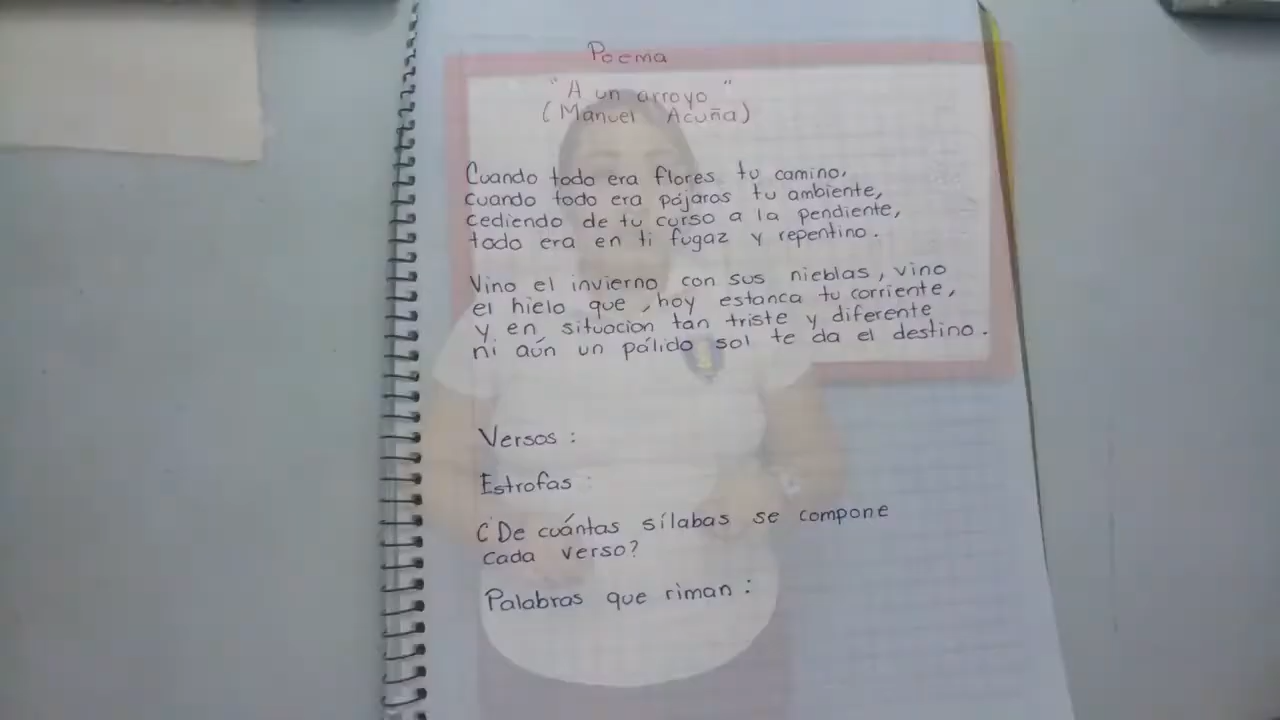 Poema
"A un arroyo"
(Manuel Acuña)
Cuando todo era flores tu camino,
cuando todo era pájaros tu ambiente,
cediendo de tu curso a la pendiente,
todo era en ti fugaz y repentino.
Vino el invierno con sus nieblas, vino
el hielo que, hoy estanca tu corriente,
y en situacion tan triste y diferente
ni aún un pálido sol te da el destino.
Versos:
Estrofas:
¿De cuántas sílabas se compone
cada verso?
Palabras que riman: